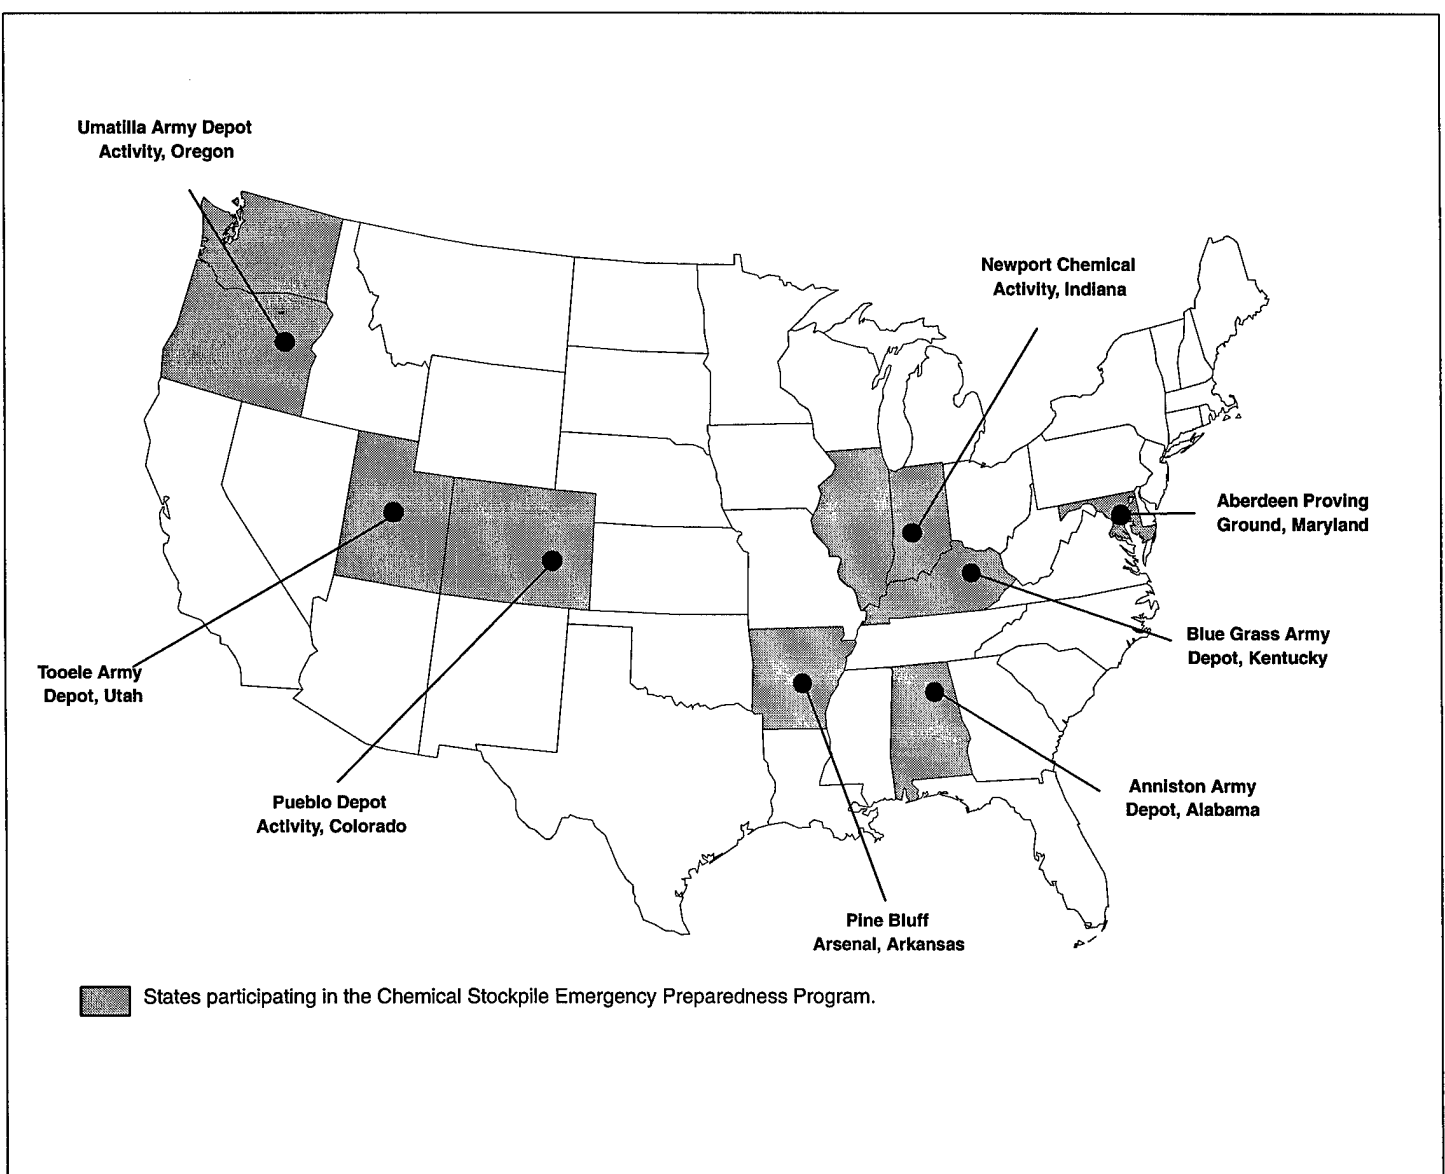 Umatilla Army Depot
Activity, Oregon
Newport Chemical
Activity, Indiana
Aberdeen Proving
Ground, Maryland
Blue Grass Army
Depot, Kentucky
Tooele Army
Depot, Utah
Anniston Army
Depot, Alabama
Pueblo Depot
Activity, Colorado
Pine Bluff
Arsenal, Arkansas
States participating in the Chemical Stockpile Emergency Preparedness Program.